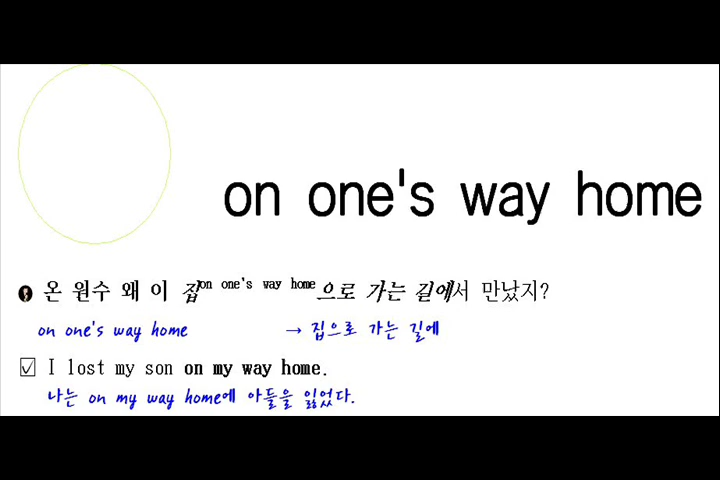 on one's way home
온 원수 왜 이 집on one's way home으로 가는 길에서 만났지?
on one's way home → 집으로 가는 길에
☑ I lost my son on my way home.
나는 on my way home에 아들을 잃었다.